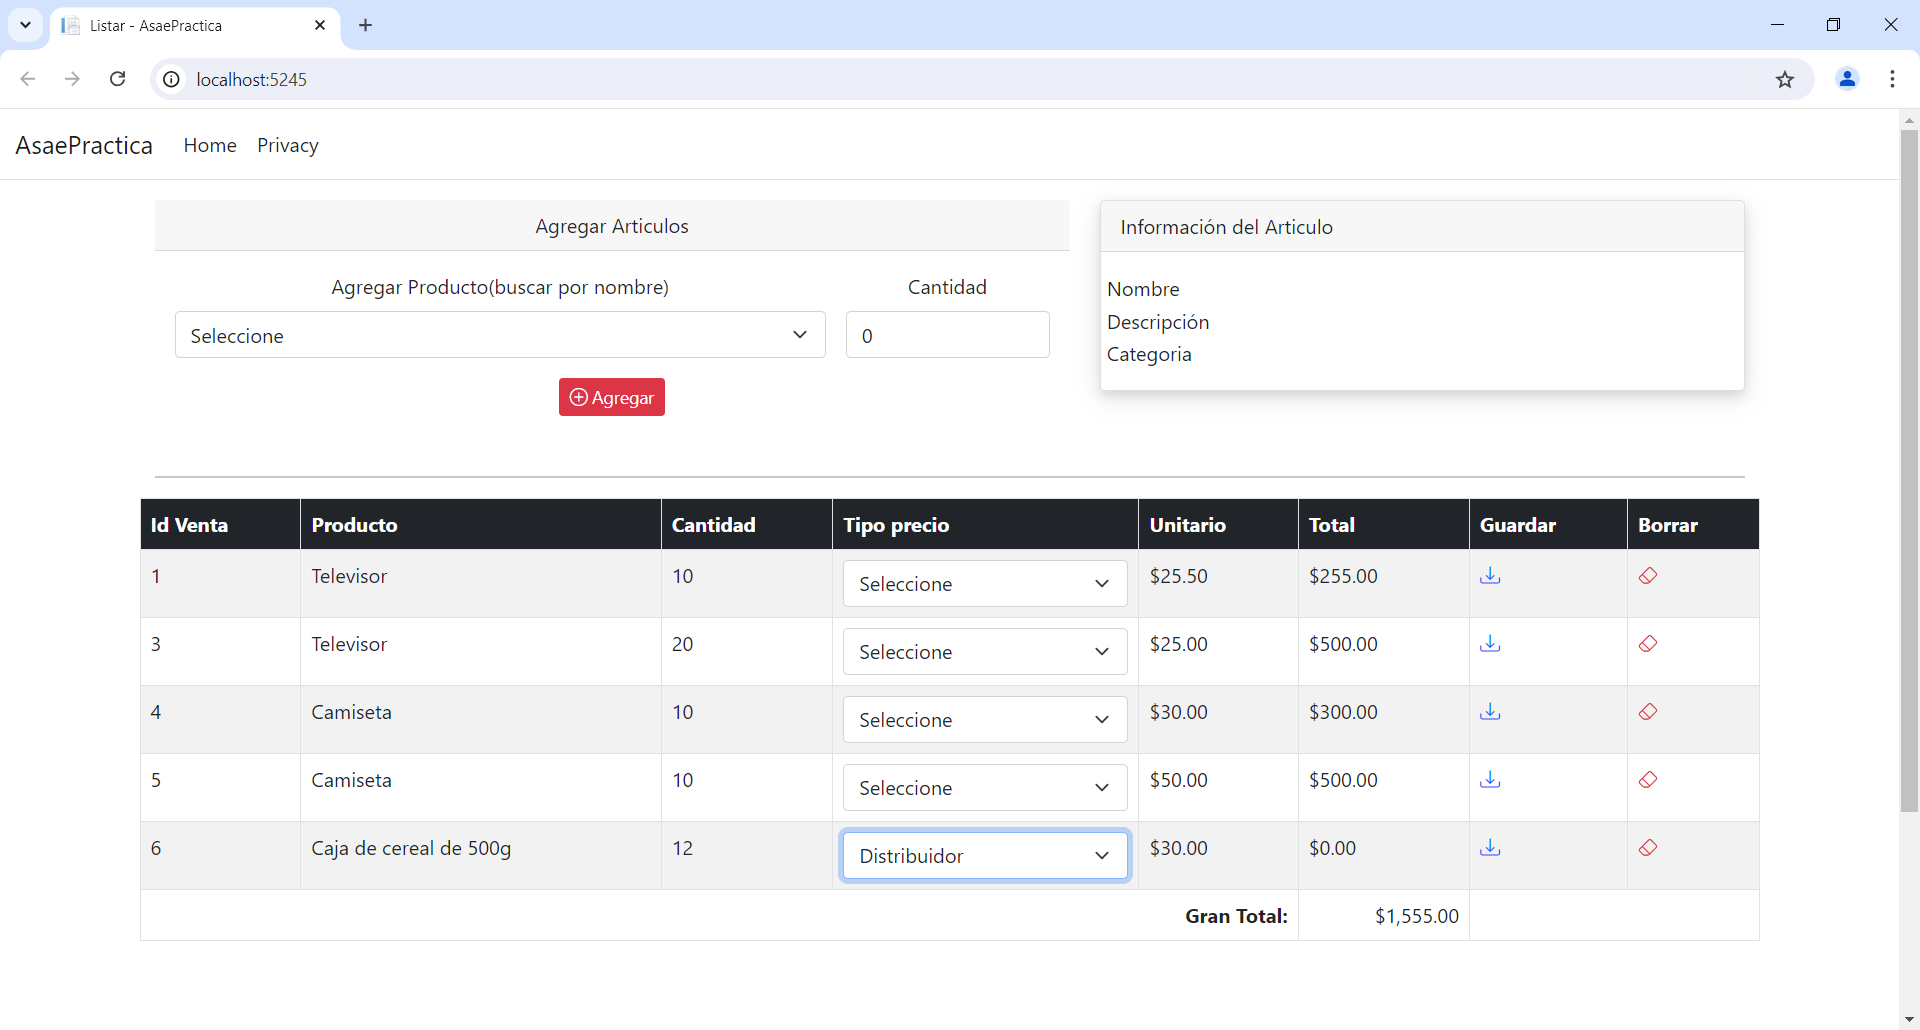 Listar - AsaePractica
localhost:5245
AsaePractica Home Privacy
Agregar Articulos
Agregar Producto(buscar por nombre) Cantidad
Seleccione 0
Agregar
Información del Articulo
Nombre
Descripción
Categoria
Id Venta Producto Cantidad Tipo precio Unitario Total Guardar Borrar
1 Televisor 10 Seleccione $25.50 $255.00
3 Televisor 20 Seleccione $25.00 $500.00
4 Camiseta 10 Seleccione $30.00 $300.00
5 Camiseta 10 Seleccione $50.00 $500.00
6 Caja de cereal de 500g 12 Distribuidor $30.00 $0.00
Gran Total: $1,555.00